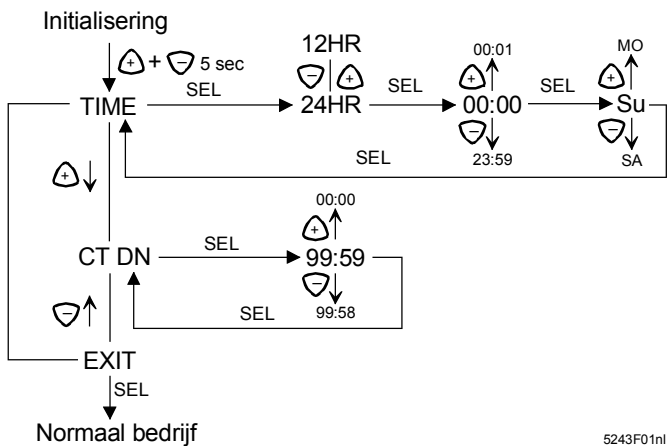 Initialisering
+ + − 5 sec
12HR
− +
24HR
00:01
+
00:00
−
23:59
MO
+
Su
−
SA
TIME
SEL
SEL
SEL
SEL
+
CT DN
SEL
00:00
+
99:59
−
99:58
SEL
−
EXIT
SEL
Normaal bedrijf
5243F01nl